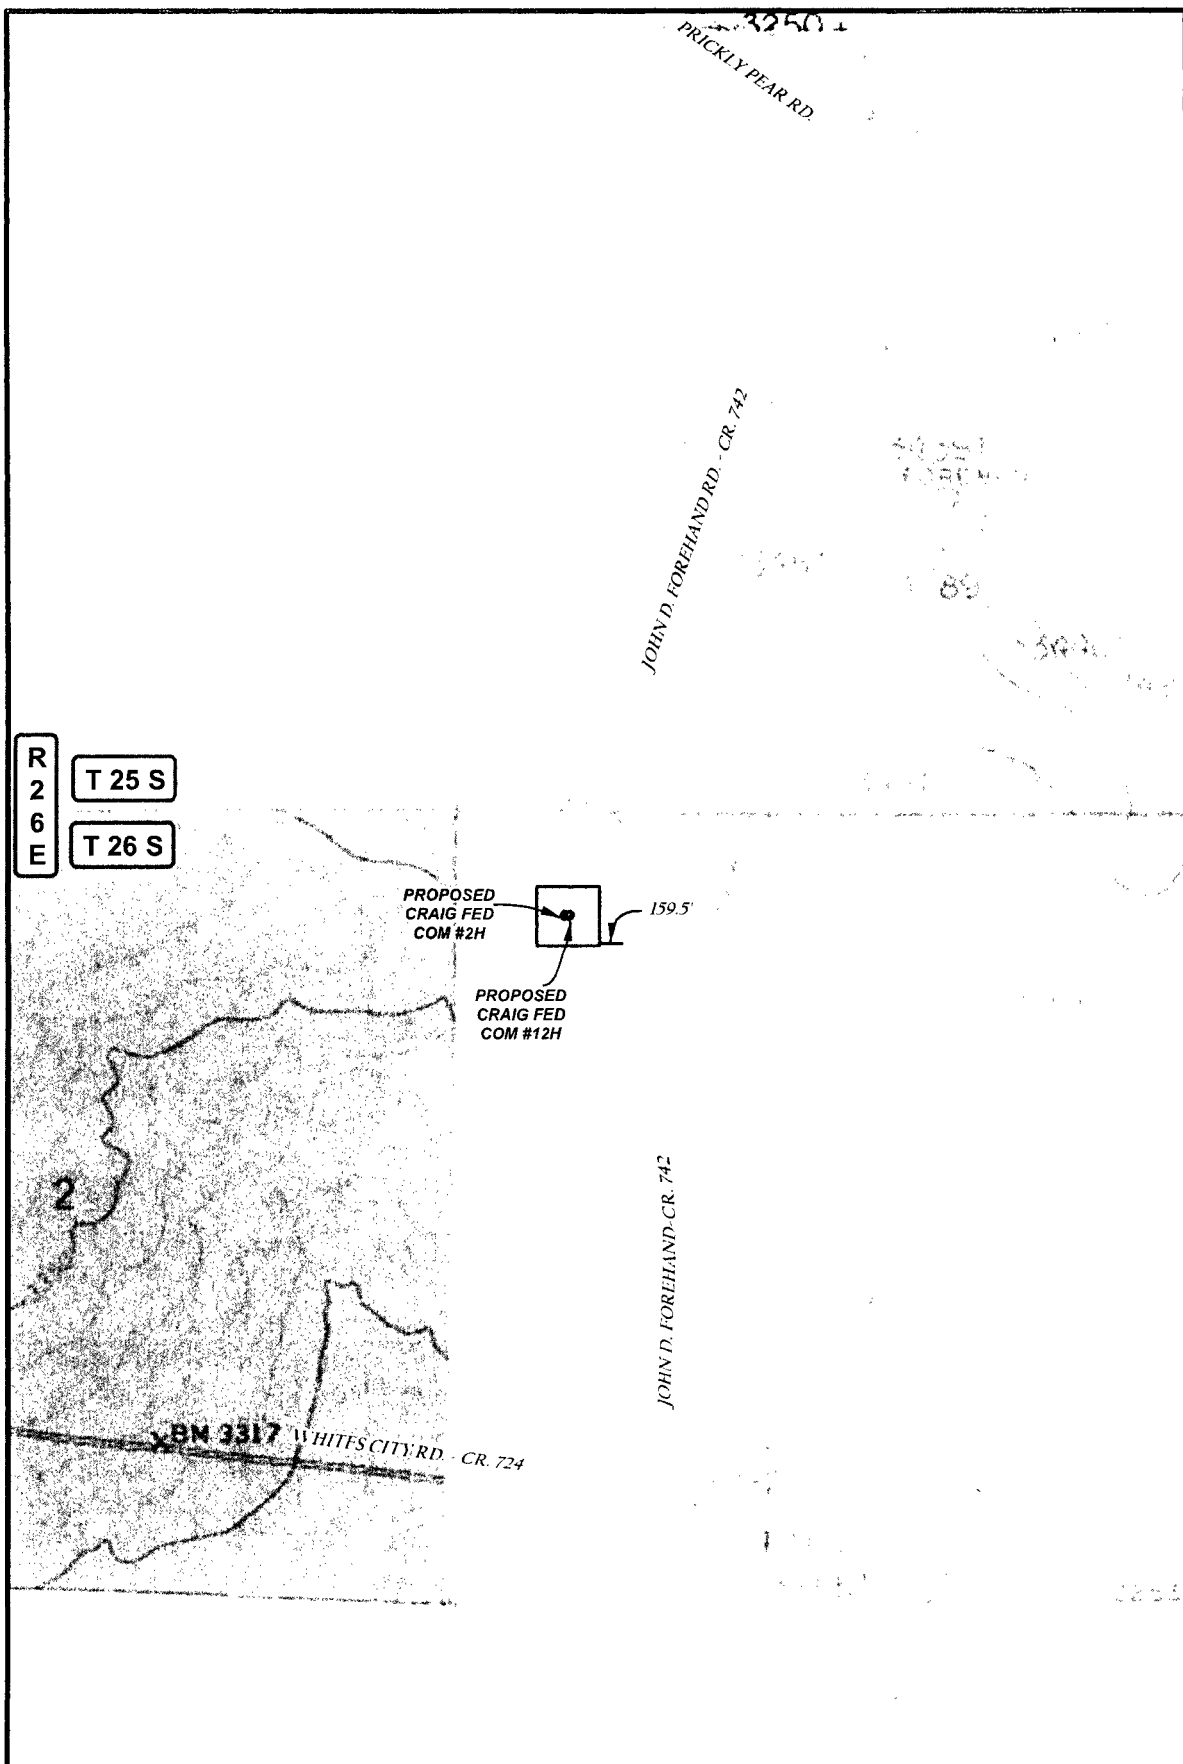 PRICKLY PEAR RD.
JOHN D. FOREHAND RD. - CR. 742
89
R
2
6
E
T 25 S
T 26 S
PROPOSED
CRAIG FED
COM #2H
159.5'
PROPOSED
CRAIG FED
COM #12H
2
JOHN D. FOREHAND-CR. 742
BM 3317
WHITES CITY RD. - CR. 724